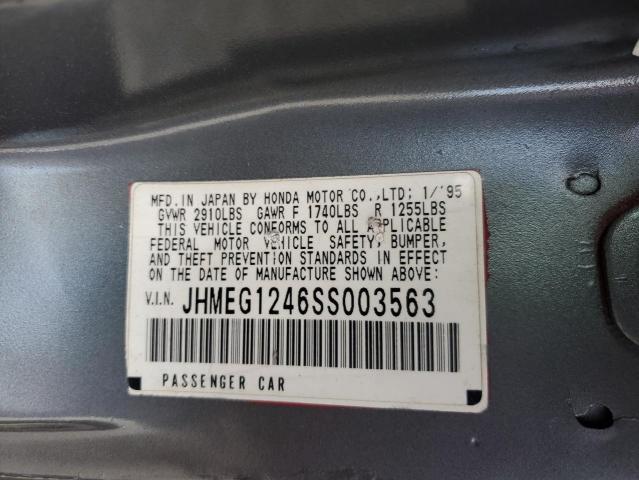 MFD.IN JAPAN BY HONDA MOTOR CO.,LTD; 1/'95
GVWR 2910LBS GAWR F 1740LBS R 1255LBS
THIS VEHICLE CONFORMS TO ALL APPLICABLE
FEDERAL MOTOR VEHICLE SAFETY, BUMPER,
AND THEFT PREVENTION STANDARDS IN EFFECT
ON THE DATE OF MANUFACTURE SHOWN ABOVE:
V.I.N. JHMEG1246SS003563
PASSENGER CAR